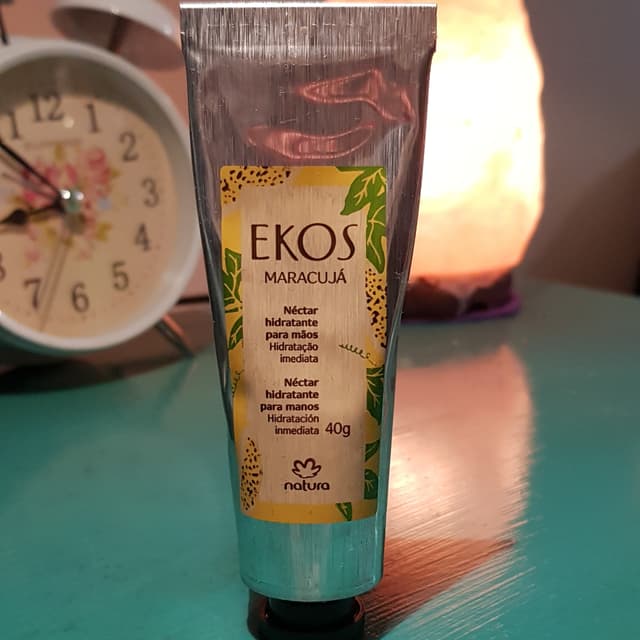 EKOS
MARACUJÁ
Néctar
hidratante
para mãos
Hidratação
imediata
Néctar
hidratante
para manos
Hidratación
inmediata 40g
natura
12
1
2
3
4
5
6
7